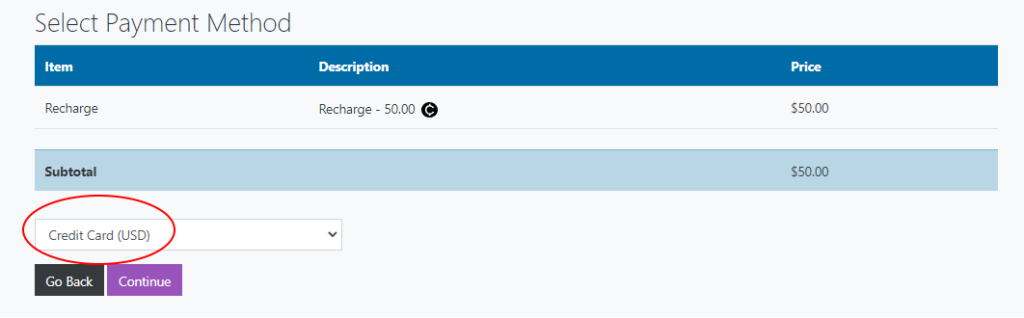 Select Payment Method
Item Description Price
Recharge Recharge - 50.00 $50.00
Subtotal $50.00
Credit Card (USD)
Go Back Continue